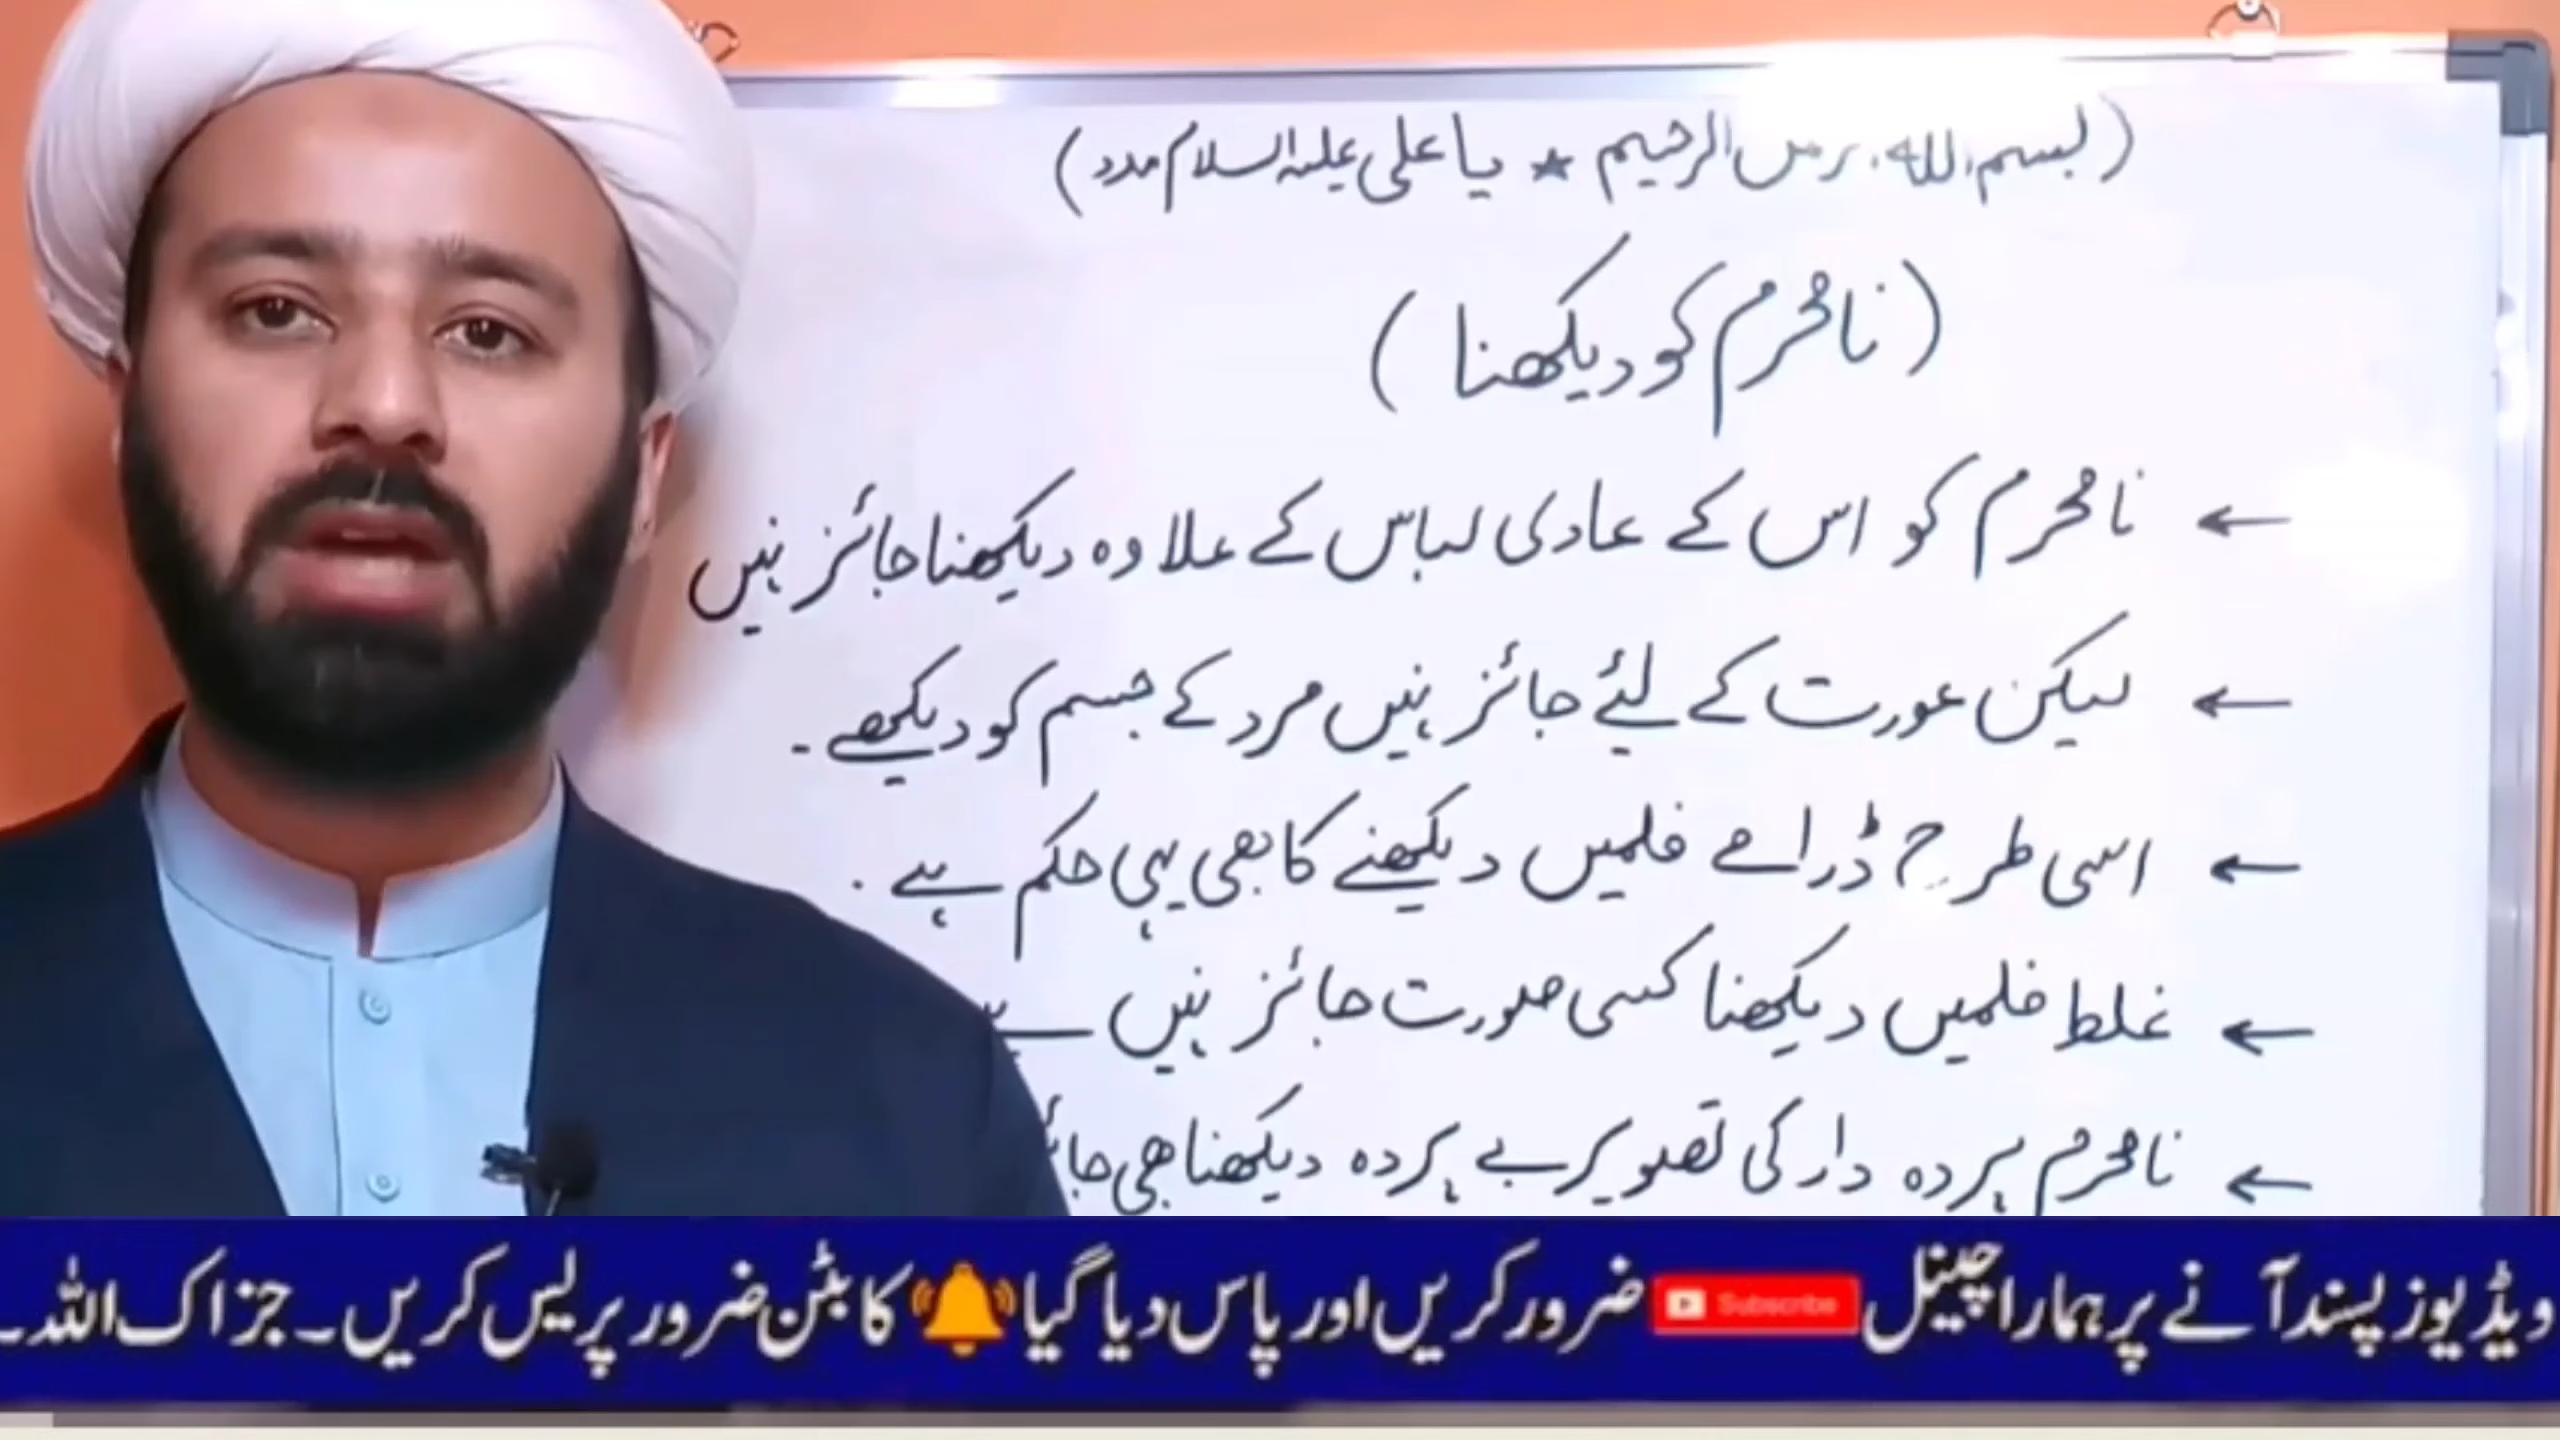 (بسم اللہ الرحمن الرحیم ★ یا علی علیہ السلام مدد)
(نامحرم کو دیکھنا)
← نامحرم کو اس کے عادی لباس کے علاوہ دیکھنا جائز نہیں
← لیکن عورت کے لئے جائز نہیں مرد کے جسم کو دیکھے۔
← اسی طرح ڈرامے فلمیں دیکھنے کا بھی یہی حکم ہے۔
← غلط فلمیں دیکھنا کسی صورت جائز نہیں ہے
← نامحرم پردہ دار کی تصویر بے پردہ دیکھنا بھی
ویڈیوز پسند آنے پر ہمارا چینل Subscribe ضرور کریں اور پاس دیا گیا 🔔 کا بٹن ضرور پریس کریں۔ جزاک اللہ۔